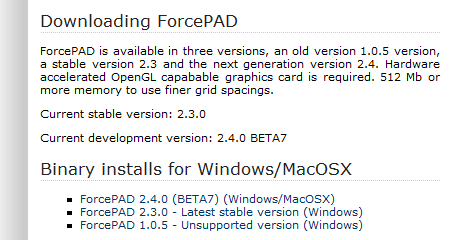 Downloading ForcePAD
ForcePAD is available in three versions, an old version 1.0.5 version,
a stable version 2.3 and the next generation version 2.4. Hardware
accelerated OpenGL capabable graphics card is required. 512 Mb or
more memory to use finer grid spacings.
Current stable version: 2.3.0
Current development version: 2.4.0 BETA7
Binary installs for Windows/MacOSX
ForcePAD 2.4.0 (BETA7) (Windows/MacOSX)
ForcePAD 2.3.0 - Latest stable version (Windows)
ForcePAD 1.0.5 - Unsupported version (Windows)